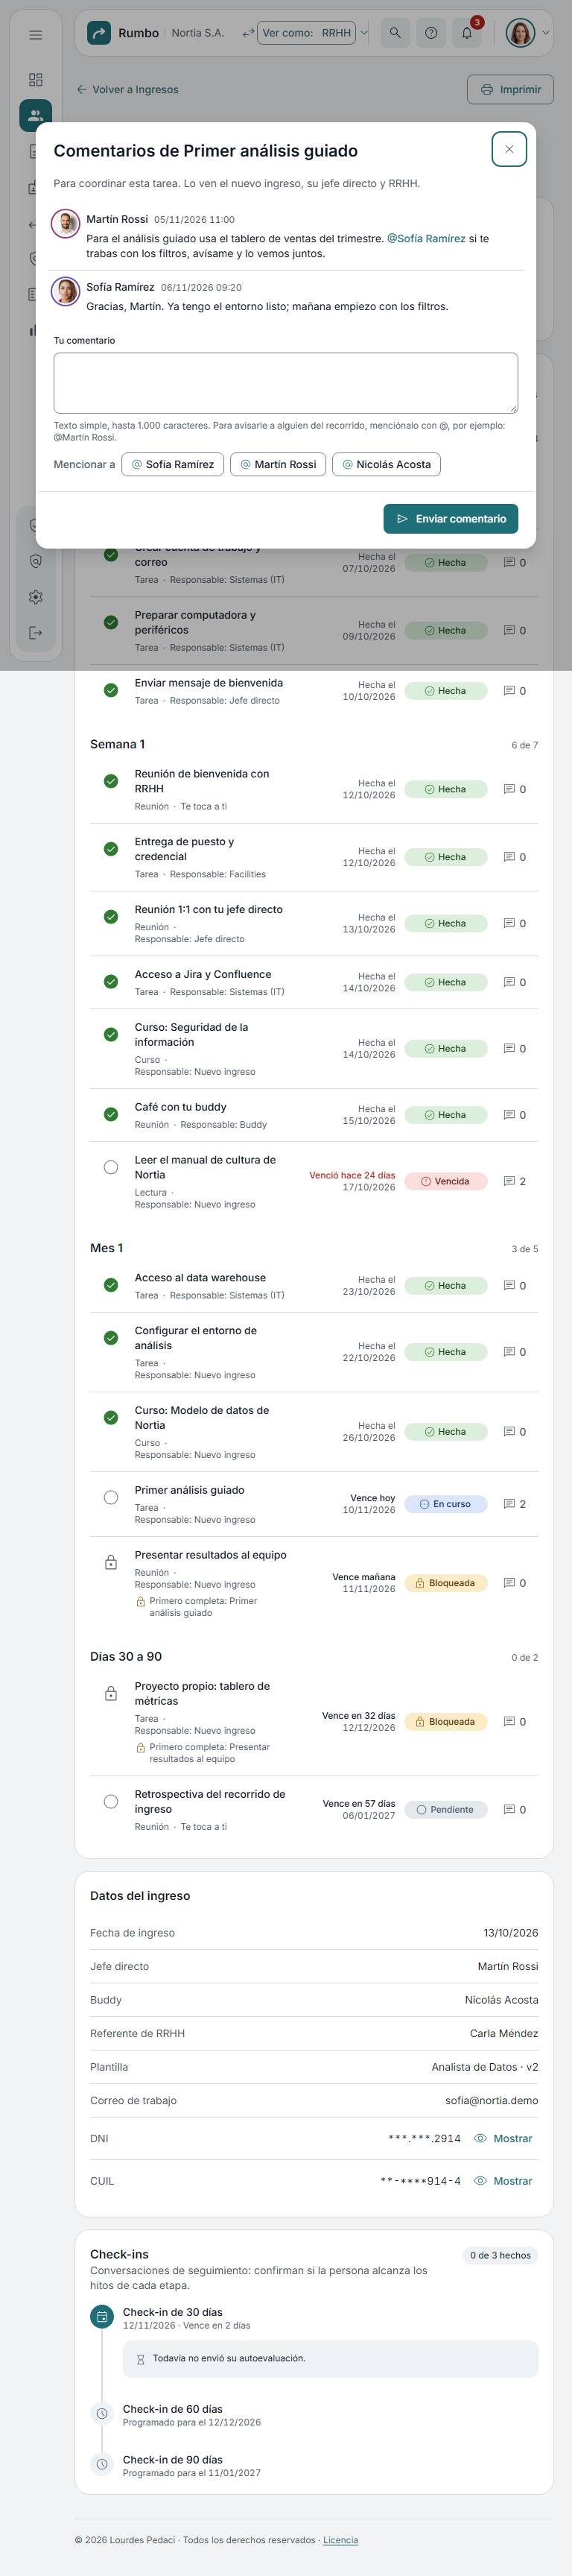 Rumbo
Nortia S.A.
Ver como: RRHH
3
Volver a Ingresos
Imprimir
Comentarios de Primer análisis guiado
Para coordinar esta tarea. Lo ven el nuevo ingreso, su jefe directo y RRHH.
Martín Rossi 05/11/2026 11:00
Para el análisis guiado usa el tablero de ventas del trimestre. @Sofía Ramírez si te
trabas con los filtros, avísame y lo vemos juntos.
Sofía Ramírez 06/11/2026 09:20
Gracias, Martín. Ya tengo el entorno listo; mañana empiezo con los filtros.
Tu comentario
Texto simple, hasta 1.000 caracteres. Para avisarle a alguien del recorrido, menciónalo con @, por ejemplo:
@Martín Rossi.
Mencionar a
@ Sofía Ramírez
@ Martín Rossi
@ Nicolás Acosta
Enviar comentario
Crear cuenta de trabajo y
correo
Tarea · Responsable: Sistemas (IT)
Hecha el
07/10/2026
Hecha
0
Preparar computadora y
periféricos
Tarea · Responsable: Sistemas (IT)
Hecha el
09/10/2026
Hecha
0
Enviar mensaje de bienvenida
Tarea · Responsable: Jefe directo
Hecha el
10/10/2026
Hecha
0
Semana 1
6 de 7
Reunión de bienvenida con
RRHH
Reunión · Te toca a ti
Hecha el
12/10/2026
Hecha
0
Entrega de puesto y
credencial
Tarea · Responsable: Facilities
Hecha el
12/10/2026
Hecha
0
Reunión 1:1 con tu jefe directo
Reunión ·
Responsable: Jefe directo
Hecha el
13/10/2026
Hecha
0
Acceso a Jira y Confluence
Tarea · Responsable: Sistemas (IT)
Hecha el
14/10/2026
Hecha
0
Curso: Seguridad de la
información
Curso ·
Responsable: Nuevo ingreso
Hecha el
14/10/2026
Hecha
0
Café con tu buddy
Reunión · Responsable: Buddy
Hecha el
15/10/2026
Hecha
0
Leer el manual de cultura de
Nortia
Lectura ·
Responsable: Nuevo ingreso
Venció hace 24 días
17/10/2026
Vencida
2
Mes 1
3 de 5
Acceso al data warehouse
Tarea · Responsable: Sistemas (IT)
Hecha el
23/10/2026
Hecha
0
Configurar el entorno de
análisis
Tarea ·
Responsable: Nuevo ingreso
Hecha el
22/10/2026
Hecha
0
Curso: Modelo de datos de
Nortia
Curso ·
Responsable: Nuevo ingreso
Hecha el
26/10/2026
Hecha
0
Primer análisis guiado
Tarea ·
Responsable: Nuevo ingreso
Vence hoy
10/11/2026
En curso
2
Presentar resultados al equipo
Reunión ·
Responsable: Nuevo ingreso
Primero completa: Primer
análisis guiado
Vence mañana
11/11/2026
Bloqueada
0
Días 30 a 90
0 de 2
Proyecto propio: tablero de
métricas
Tarea ·
Responsable: Nuevo ingreso
Primero completa: Presentar
resultados al equipo
Vence en 32 días
12/12/2026
Bloqueada
0
Retrospectiva del recorrido de
ingreso
Reunión · Te toca a ti
Vence en 57 días
06/01/2027
Pendiente
0
Datos del ingreso
Fecha de ingreso 13/10/2026
Jefe directo Martín Rossi
Buddy Nicolás Acosta
Referente de RRHH Carla Méndez
Plantilla Analista de Datos · v2
Correo de trabajo sofia@nortia.demo
DNI ***.***.2914 Mostrar
CUIL **-****914-4 Mostrar
Check-ins
0 de 3 hechos
Conversaciones de seguimiento: confirman si la persona alcanza los
hitos de cada etapa.
Check-in de 30 días
12/11/2026 · Vence en 2 días
Todavía no envió su autoevaluación.
Check-in de 60 días
Programado para el 12/12/2026
Check-in de 90 días
Programado para el 11/01/2027
© 2026 Lourdes Pedaci · Todos los derechos reservados · Licencia